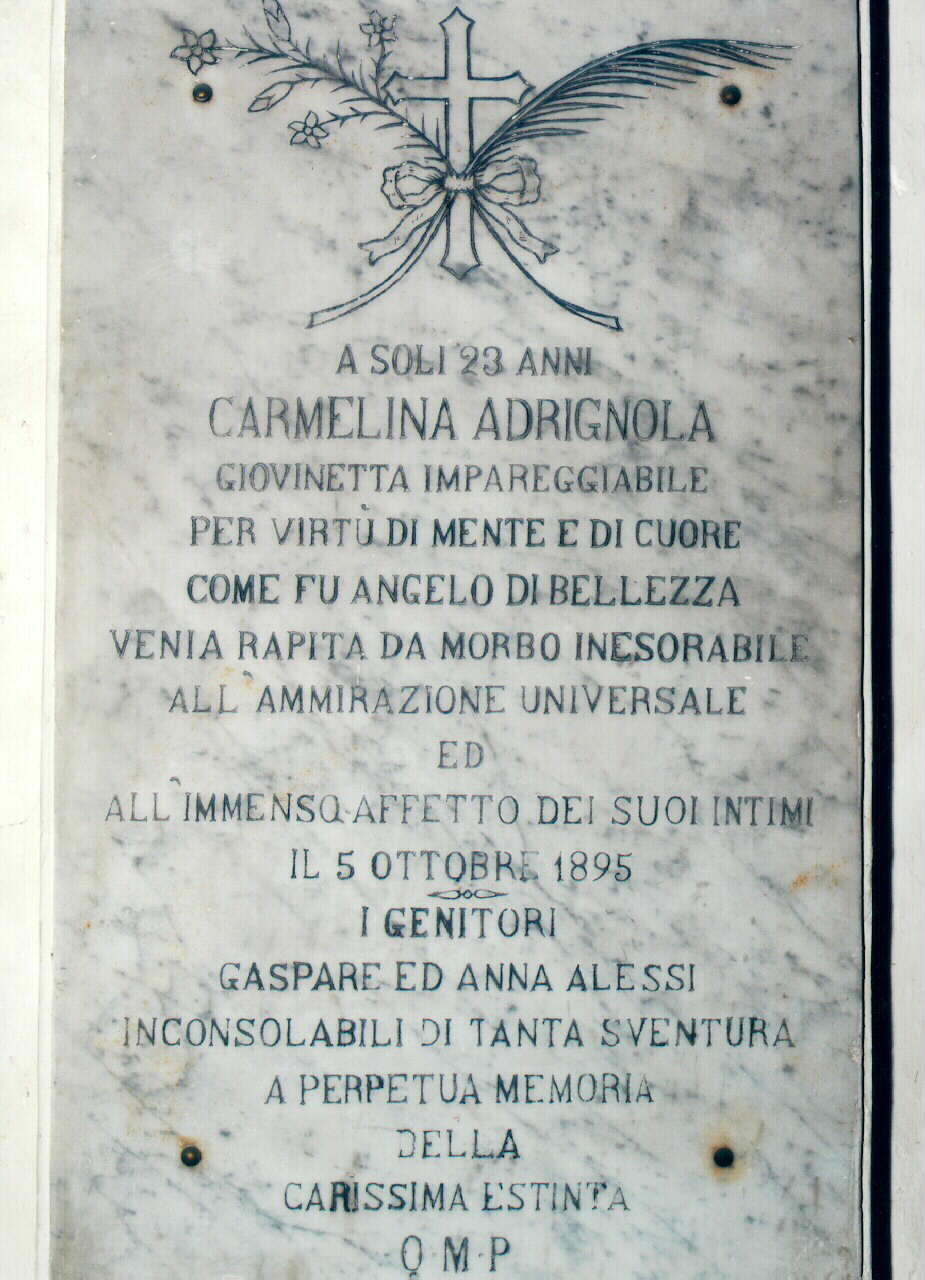 A SOLI 23 ANNI
CARMELINA ADRIGNOLA
GIOVINETTA IMPAREGGIABILE
PER VIRTÙ DI MENTE E DI CUORE
COME FU ANGELO DI BELLEZZA
VENIA RAPITA DA MORBO INESORABILE
ALL'AMMIRAZIONE UNIVERSALE
ED
ALL'IMMENSO AFFETTO DEI SUOI INTIMI
IL 5 OTTOBRE 1895
I GENITORI
GASPARE ED ANNA ALESSI
INCONSOLABILI DI TANTA SVENTURA
A PERPETUA MEMORIA
DELLA
CARISSIMA ESTINTA
Q·M·P